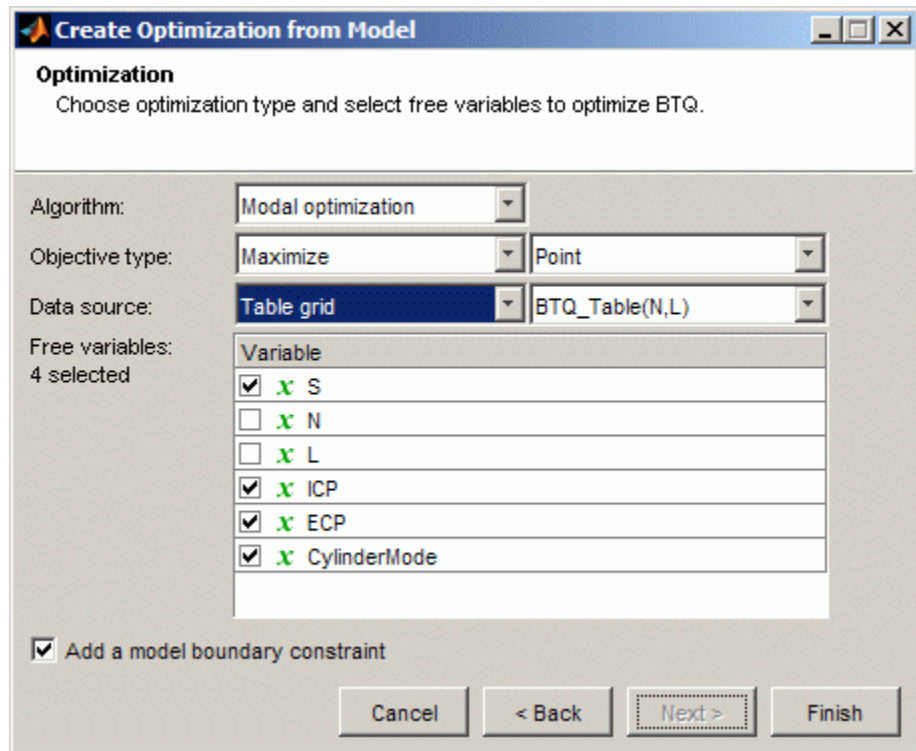 Create Optimization from Model
Optimization
Choose optimization type and select free variables to optimize BTQ.
Algorithm: Modal optimization
Objective type: Maximize Point
Data source: Table grid BTQ_Table(N,L)
Free variables:
4 selected
Variable
x S
x N
x L
x ICP
x ECP
x CylinderMode
Add a model boundary constraint
Cancel < Back Next > Finish